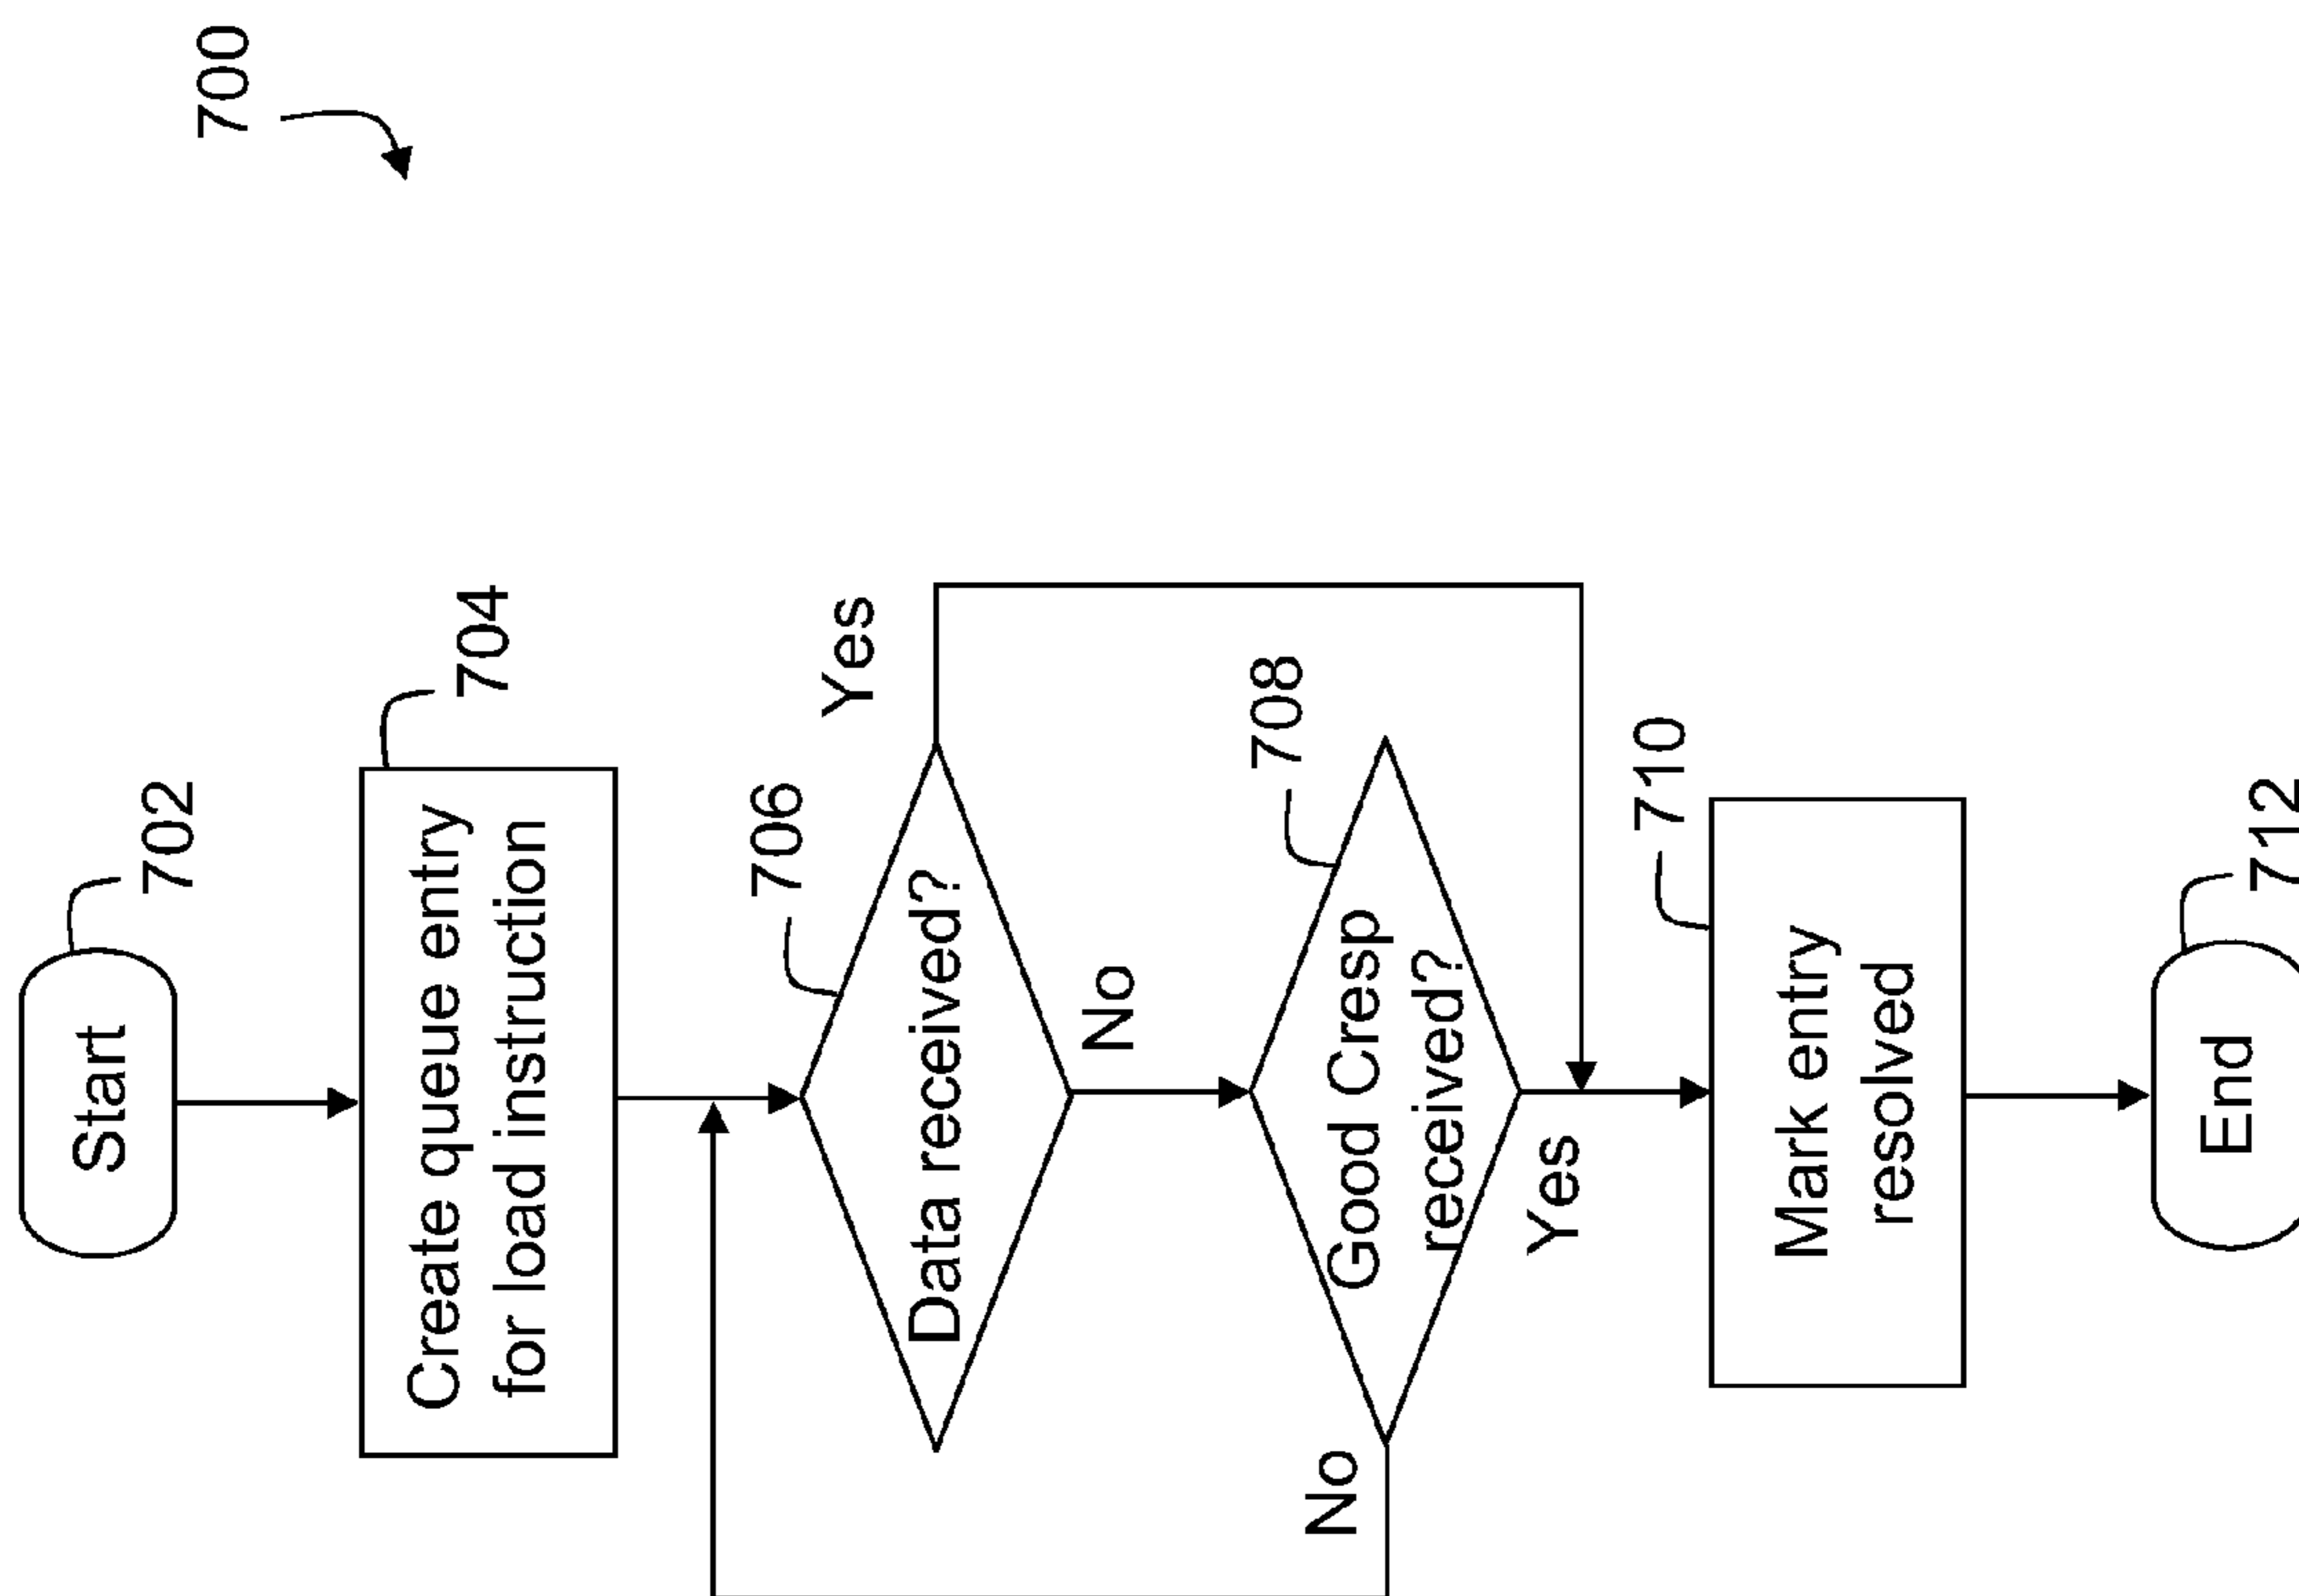 700
Start
702
Create queue entry
for load instruction
704
706
Data received?
Yes
No
708
Good Cresp
received?
No
Yes
710
Mark entry
resolved
End
712